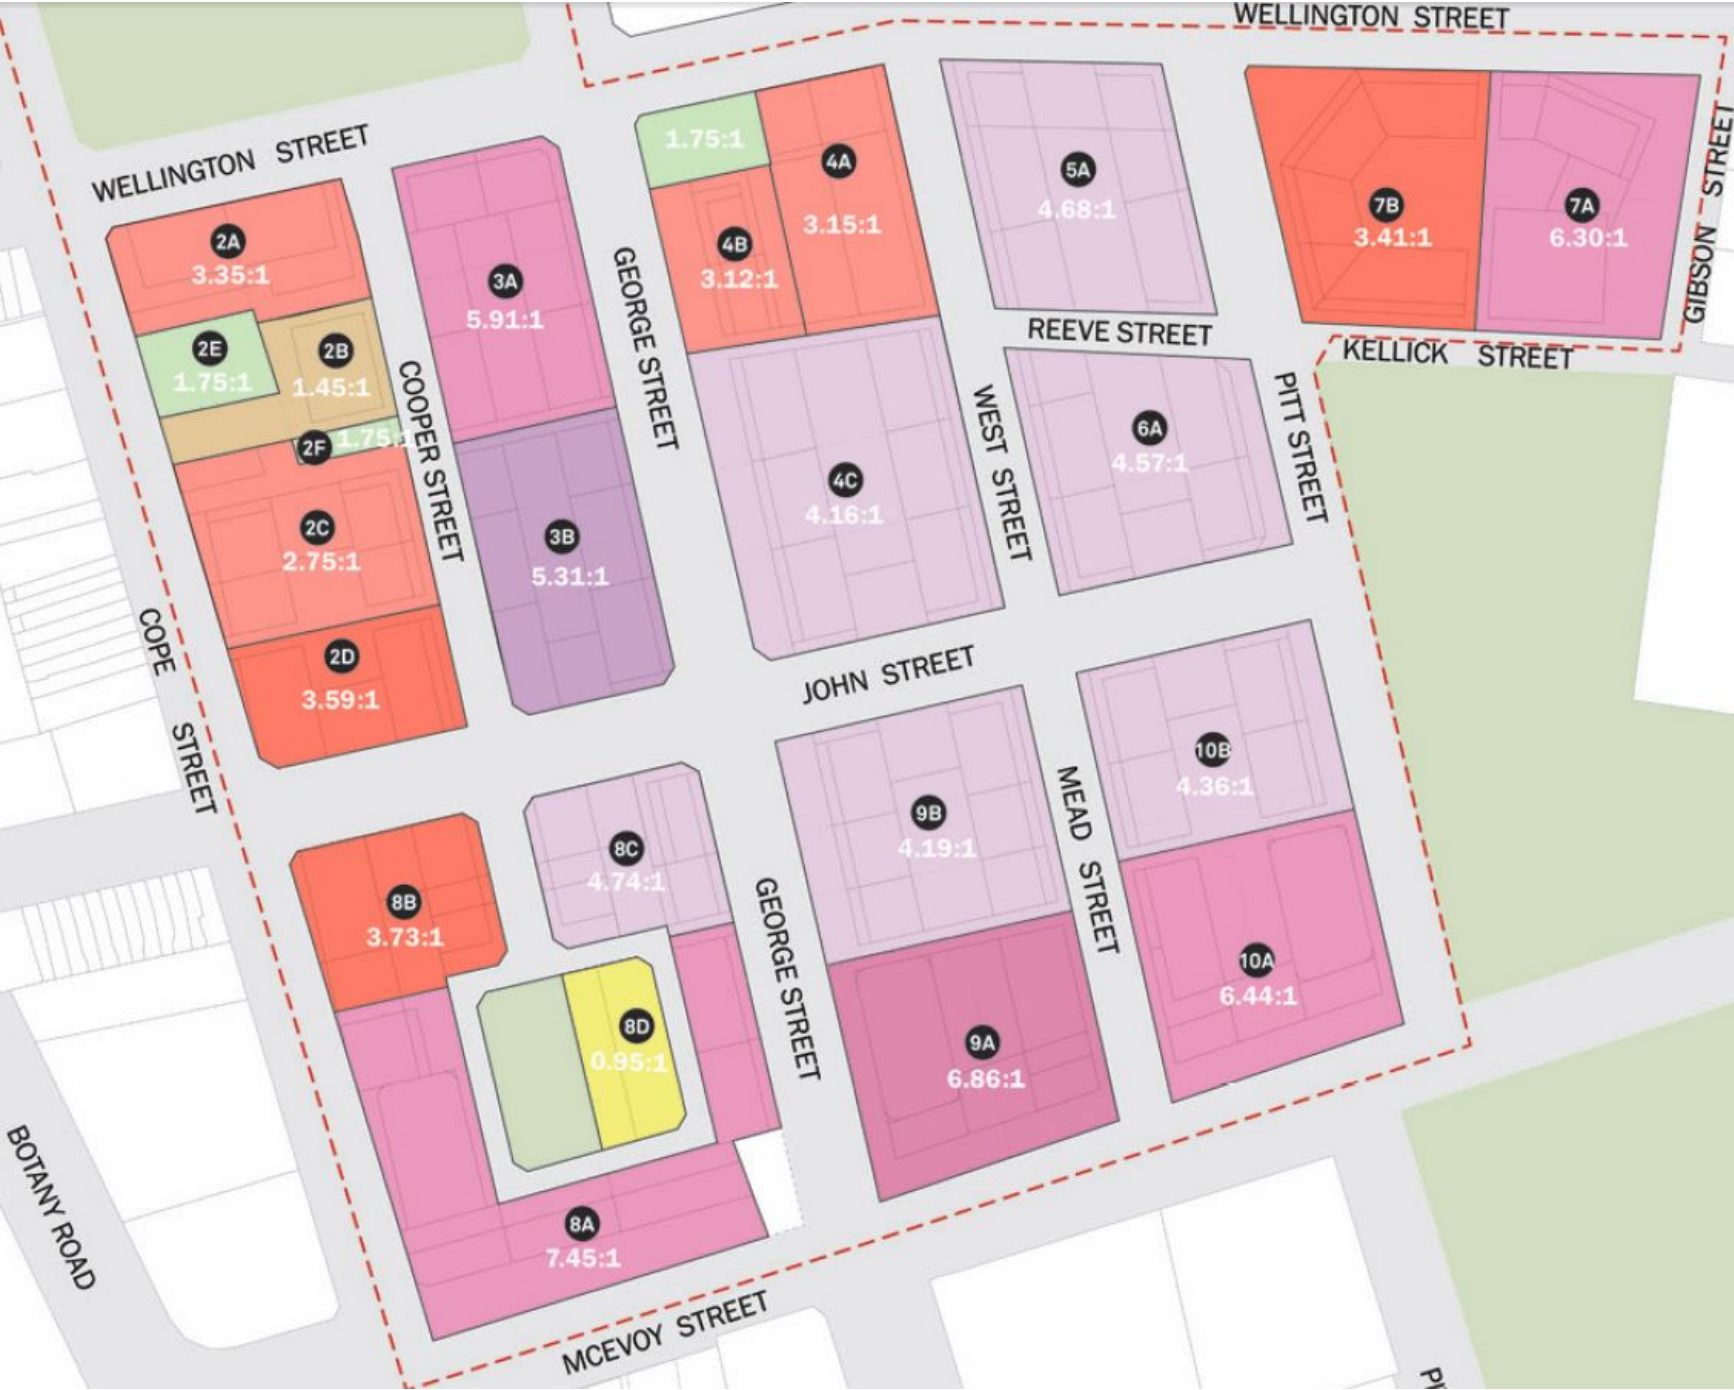 WELLINGTON STREET
WELLINGTON STREET
1.75:1
4A
3.15:1
5A
4.68:1
7B
3.41:1
7A
6.30:1
GIBSON STREET
2A
3.35:1
3A
5.91:1
GEORGE STREET
4B
3.12:1
REEVE STREET
KELLICK STREET
2E
1.75:1
2B
1.45:1
COOPER STREET
2F
1.75:1
WEST STREET
6A
4.57:1
PITT STREET
2C
2.75:1
3B
5.31:1
4C
4.16:1
COPE STREET
2D
3.59:1
JOHN STREET
10B
4.36:1
MEAD STREET
9B
4.19:1
8C
4.74:1
8B
3.73:1
GEORGE STREET
10A
6.44:1
8D
0.95:1
9A
6.86:1
BOTANY ROAD
8A
7.45:1
MCEVOY STREET